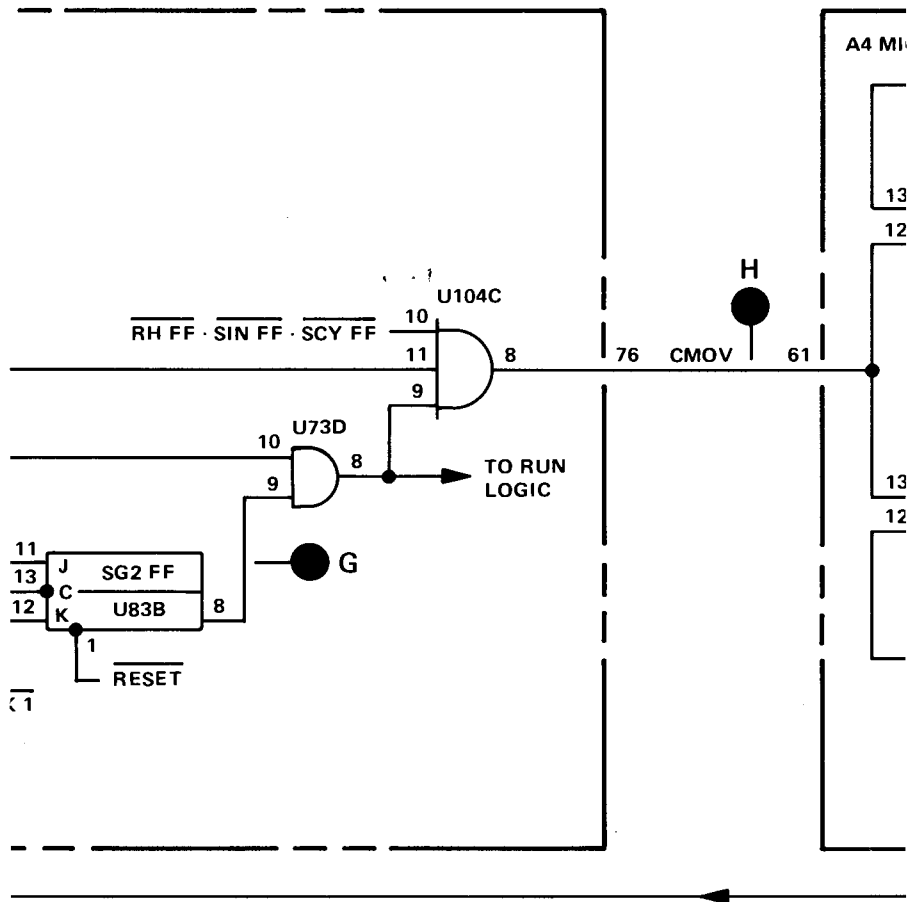 A4
H
U104C
10
RH FF · SIN FF · SCY FF
11
8
76
CMOV
61
9
U73D
10
8
9
TO RUN
LOGIC
13
12
13
12
G
11
J
SG2 FF
13
C
12
K
U83B
8
1
RESET
1